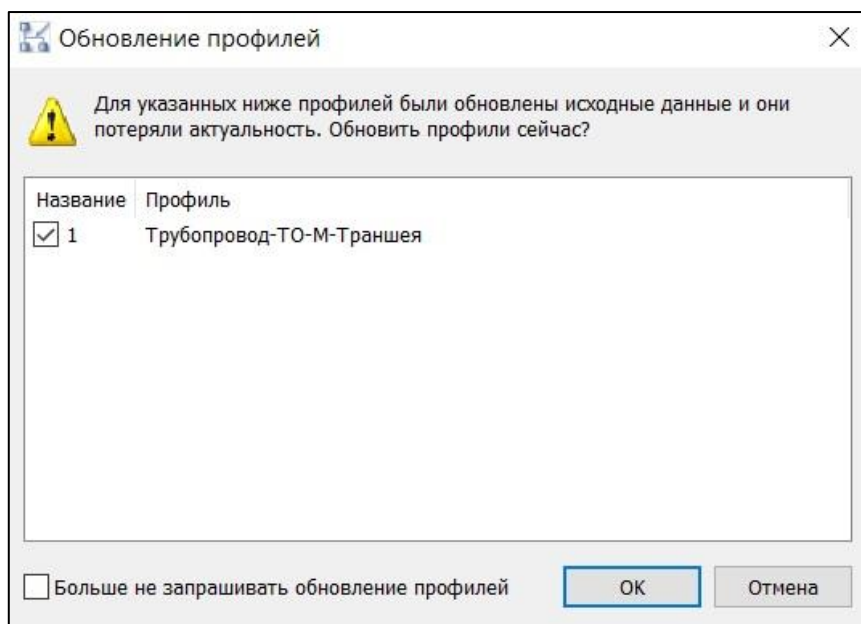 Обновление профилей
Для указанных ниже профилей были обновлены исходные данные и они
потеряли актуальность. Обновить профили сейчас?
Название Профиль
1 Трубопровод-ТО-М-Траншея
Больше не запрашивать обновление профилей ОК Отмена